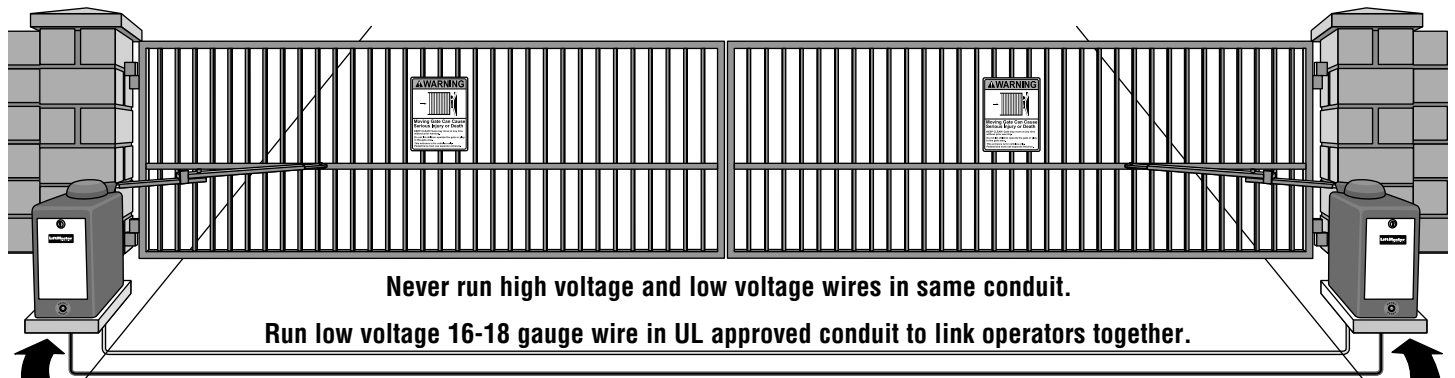 WARNING
Moving Gate Can Cause
Serious Injury or Death
WARNING
Moving Gate Can Cause
Serious Injury or Death
LiftMaster
LiftMaster
Never run high voltage and low voltage wires in same conduit.
Run low voltage 16-18 gauge wire in UL approved conduit to link operators together.